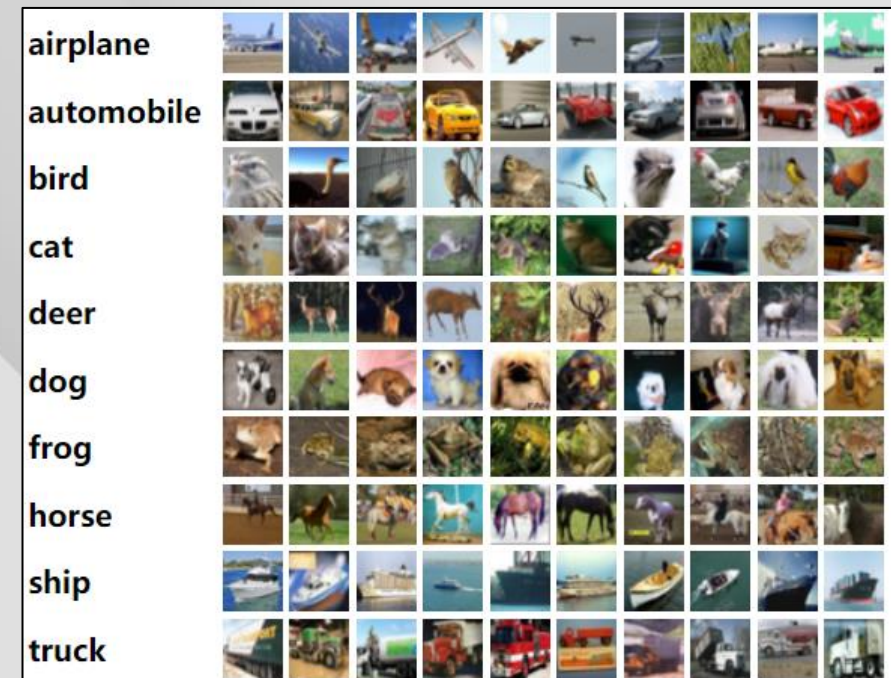 airplane
automobile
bird
cat
deer
dog
frog
horse
ship
truck